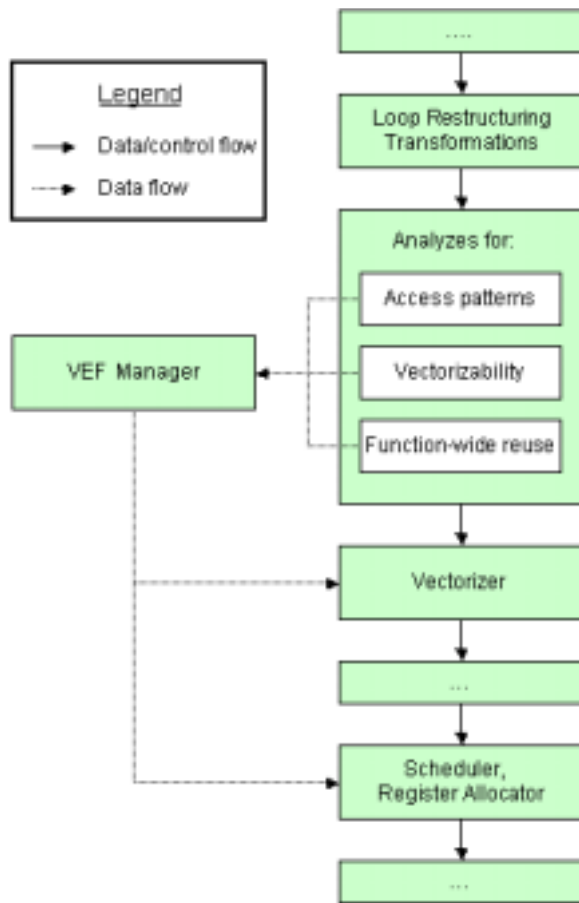 ....
Legend
Data/control flow
Data flow
Loop Restructuring
Transformations
Analyzes for:
Access patterns
Vectorizability
Function-wide reuse
VEF Manager
Vectorizer
...
Scheduler,
Register Allocator
...